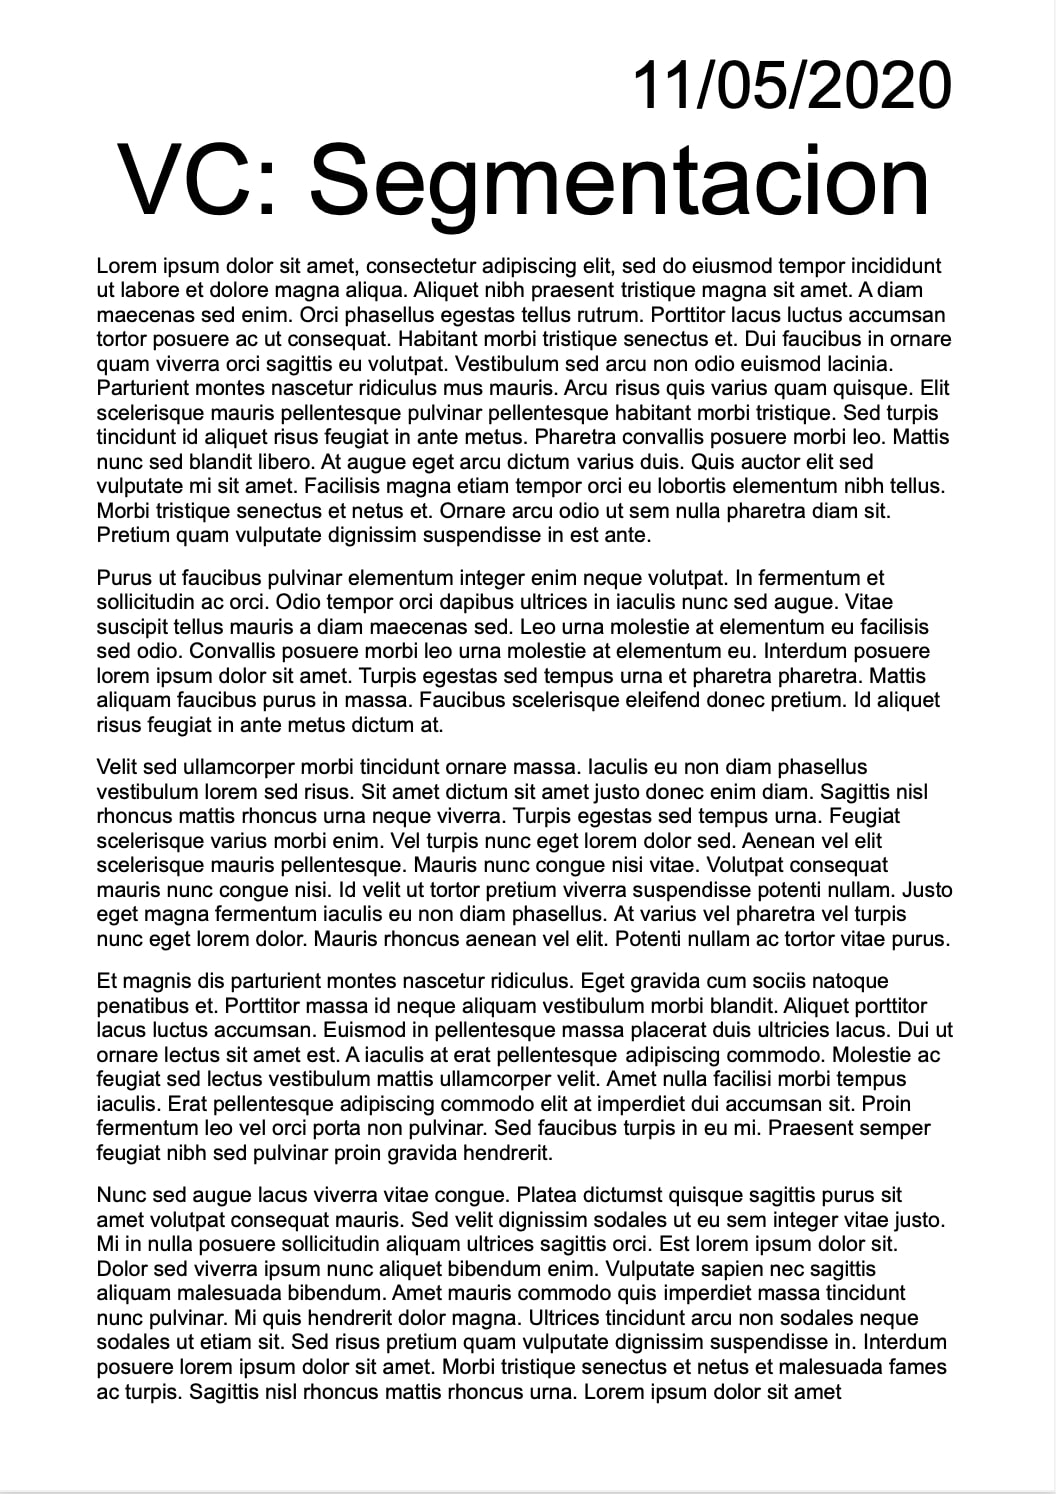 11/05/2020
VC: Segmentacion
Lorem ipsum dolor sit amet, consectetur adipiscing elit, sed do eiusmod tempor incididunt
ut labore et dolore magna aliqua. Aliquet nibh praesent tristique magna sit amet. A diam
maecenas sed enim. Orci phasellus egestas tellus rutrum. Porttitor lacus luctus accumsan
tortor posuere ac ut consequat. Habitant morbi tristique senectus et. Dui faucibus in ornare
quam viverra orci sagittis eu volutpat. Vestibulum sed arcu non odio euismod lacinia.
Parturient montes nascetur ridiculus mus mauris. Arcu risus quis varius quam quisque. Elit
scelerisque mauris pellentesque pulvinar pellentesque habitant morbi tristique. Sed turpis
tincidunt id aliquet risus feugiat in ante metus. Pharetra convallis posuere morbi leo. Mattis
nunc sed blandit libero. At augue eget arcu dictum varius duis. Quis auctor elit sed
vulputate mi sit amet. Facilisis magna etiam tempor orci eu lobortis elementum nibh tellus.
Morbi tristique senectus et netus et. Ornare arcu odio ut sem nulla pharetra diam sit.
Pretium quam vulputate dignissim suspendisse in est ante.
Purus ut faucibus pulvinar elementum integer enim neque volutpat. In fermentum et
sollicitudin ac orci. Odio tempor orci dapibus ultrices in iaculis nunc sed augue. Vitae
suscipit tellus mauris a diam maecenas sed. Leo urna molestie at elementum eu facilisis
sed odio. Convallis posuere morbi leo urna molestie at elementum eu. Interdum posuere
lorem ipsum dolor sit amet. Turpis egestas sed tempus urna et pharetra pharetra. Mattis
aliquam faucibus purus in massa. Faucibus scelerisque eleifend donec pretium. Id aliquet
risus feugiat in ante metus dictum at.
Velit sed ullamcorper morbi tincidunt ornare massa. Iaculis eu non diam phasellus
vestibulum lorem sed risus. Sit amet dictum sit amet justo donec enim diam. Sagittis nisl
rhoncus mattis rhoncus urna neque viverra. Turpis egestas sed tempus urna. Feugiat
scelerisque varius morbi enim. Vel turpis nunc eget lorem dolor sed. Aenean vel elit
scelerisque mauris pellentesque. Mauris nunc congue nisi vitae. Volutpat consequat
mauris nunc congue nisi. Id velit ut tortor pretium viverra suspendisse potenti nullam. Justo
eget magna fermentum iaculis eu non diam phasellus. At varius vel pharetra vel turpis
nunc eget lorem dolor. Mauris rhoncus aenean vel elit. Potenti nullam ac tortor vitae purus.
Et magnis dis parturient montes nascetur ridiculus. Eget gravida cum sociis natoque
penatibus et. Porttitor massa id neque aliquam vestibulum morbi blandit. Aliquet porttitor
lacus luctus accumsan. Euismod in pellentesque massa placerat duis ultricies lacus. Dui ut
ornare lectus sit amet est. A iaculis at erat pellentesque adipiscing commodo. Molestie ac
feugiat sed lectus vestibulum mattis ullamcorper velit. Amet nulla facilisi morbi tempus
iaculis. Erat pellentesque adipiscing commodo elit at imperdiet dui accumsan sit. Proin
fermentum leo vel orci porta non pulvinar. Sed faucibus turpis in eu mi. Praesent semper
feugiat nibh sed pulvinar proin gravida hendrerit.
Nunc sed augue lacus viverra vitae congue. Platea dictumst quisque sagittis purus sit
amet volutpat consequat mauris. Sed velit dignissim sodales ut eu sem integer vitae justo.
Mi in nulla posuere sollicitudin aliquam ultrices sagittis orci. Est lorem ipsum dolor sit.
Dolor sed viverra ipsum nunc aliquet bibendum enim. Vulputate sapien nec sagittis
aliquam malesuada bibendum. Amet mauris commodo quis imperdiet massa tincidunt
nunc pulvinar. Mi quis hendrerit dolor magna. Ultrices tincidunt arcu non sodales neque
sodales ut etiam sit. Sed risus pretium quam vulputate dignissim suspendisse in. Interdum
posuere lorem ipsum dolor sit amet. Morbi tristique senectus et netus et malesuada fames
ac turpis. Sagittis nisl rhoncus mattis rhoncus urna. Lorem ipsum dolor sit amet